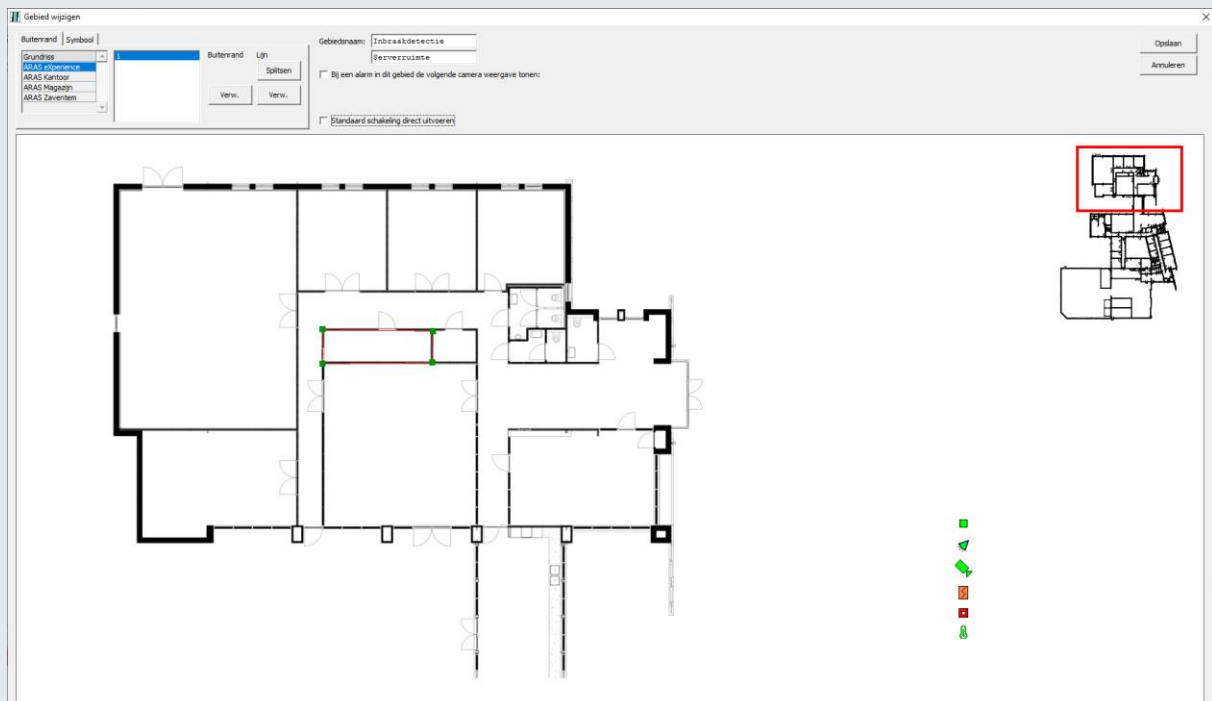 Gebied wijzigen
Buitenrand Symbool
Grundriss
ARAS eXperience
ARAS Kantoor
ARAS Magazijn
ARAS Zaventem
1
Buitenrand Lijn
Splitsen
Verw. Verw.
Gebiedsnaam: Inbraakdetectie
Serverruimte
Bij een alarm in dit gebied de volgende camera weergave tonen:
Standaard schakeling direct uitvoeren
Opslaan
Annuleren